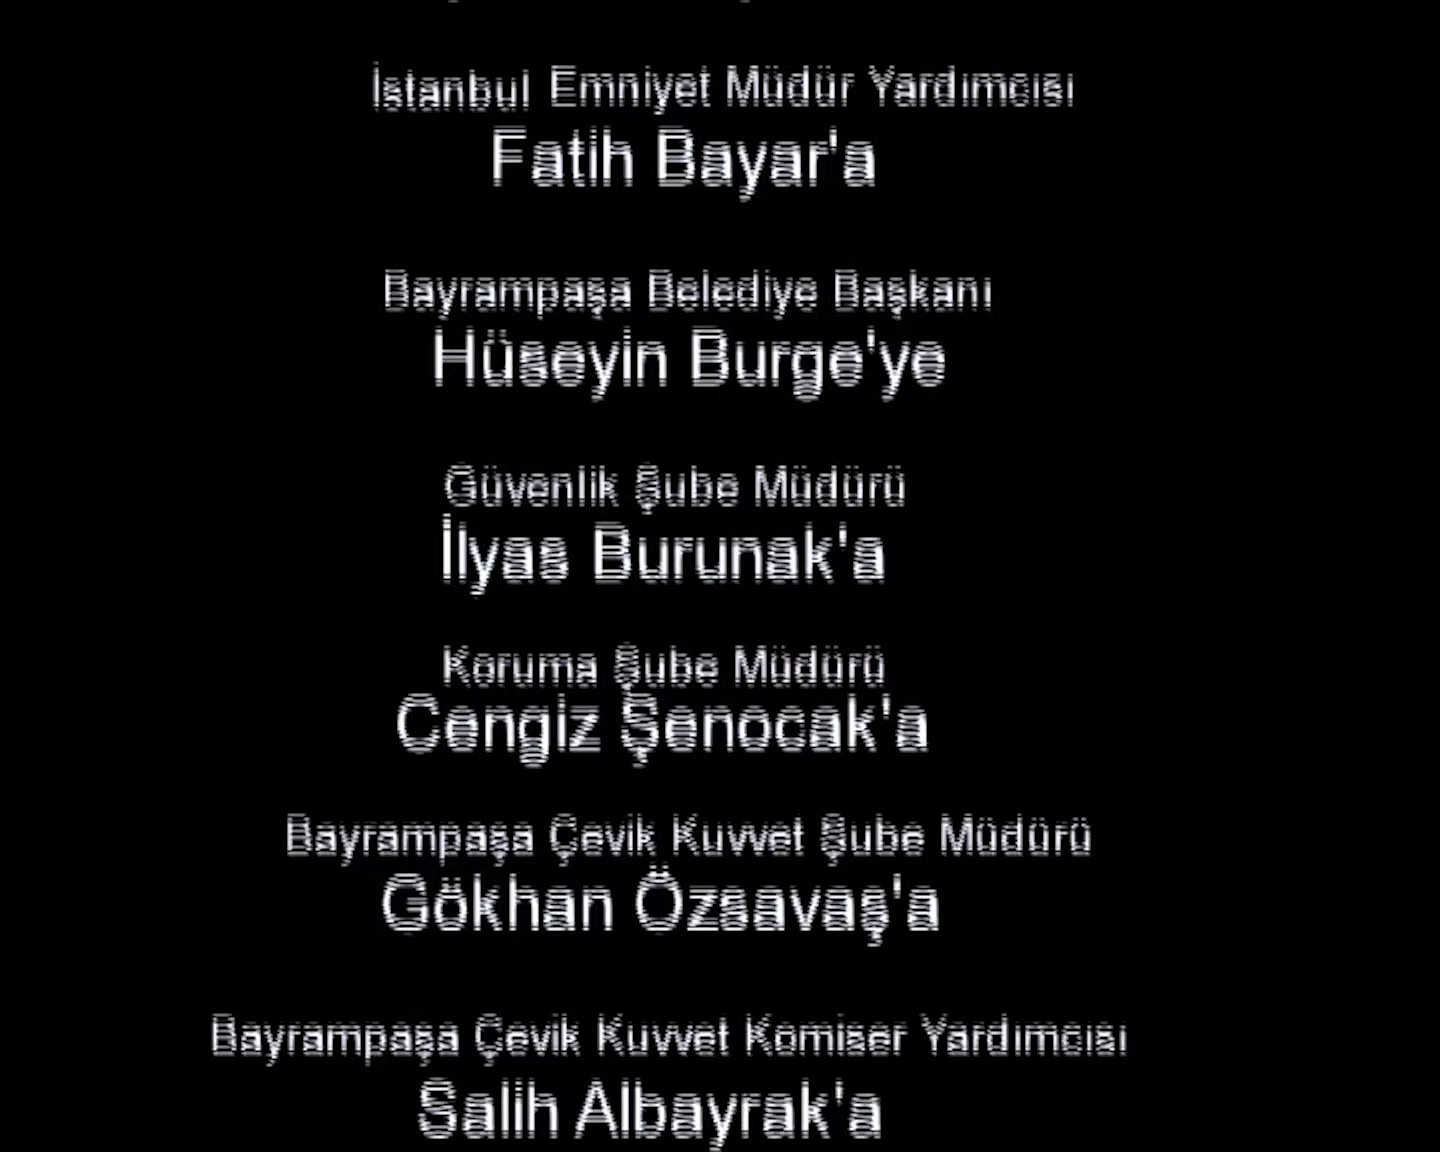 İstanbul Emniyet Müdür Yardımcısı
Fatih Bayar'a
Bayrampaşa Belediye Başkanı
Hüseyin Burge'ye
Güvenlik Şube Müdürü
İlyas Burunak'a
Koruma Şube Müdürü
Cengiz Şenocak'a
Bayrampaşa Çevik Kuvvet Şube Müdürü
Gökhan Özsavaş'a
Bayrampaşa Çevik Kuvvet Komiser Yardımcısı
Salih Albayrak'a